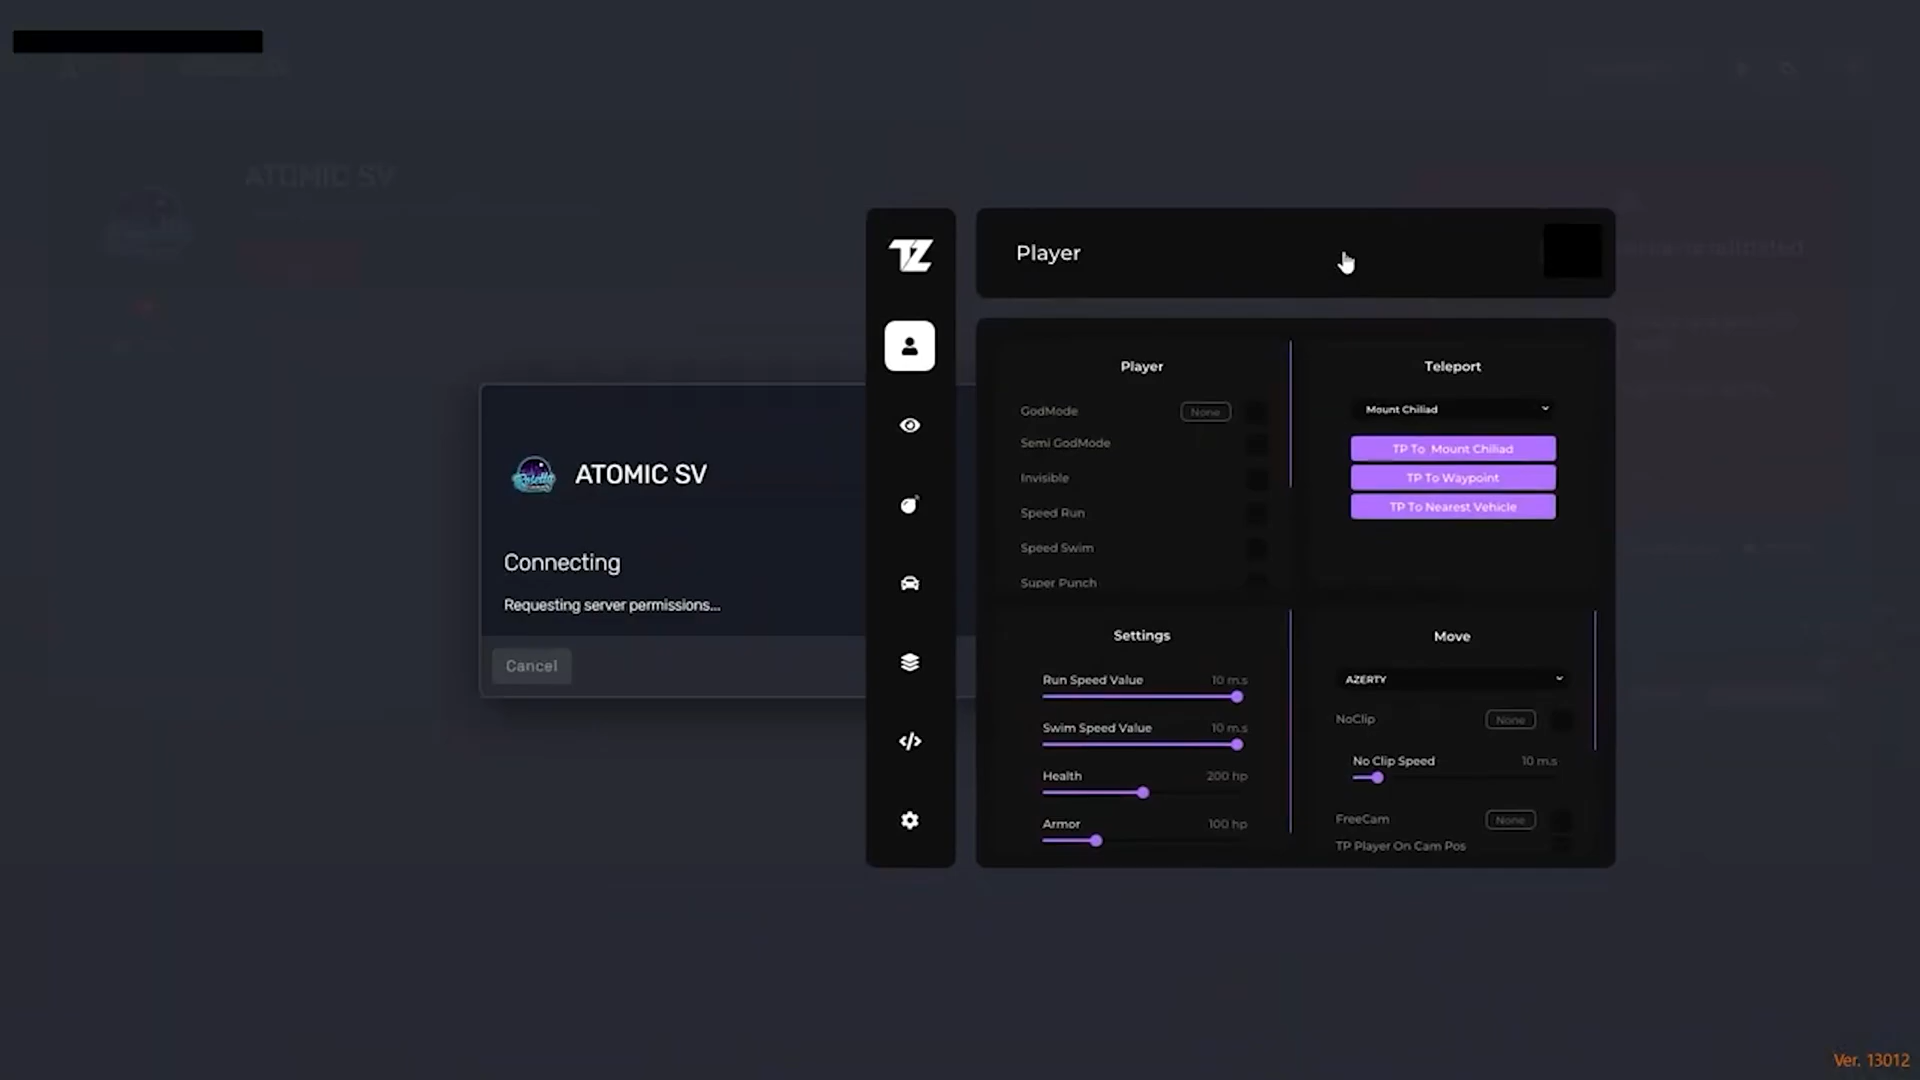 ATOMIC SV
TZ
Player
Player
GodMode
None
Semi GodMode
Invisible
Speed Run
Speed Swim
Super Punch
Teleport
Mount Chiliad
TP To Mount Chiliad
TP To Waypoint
TP To Nearest Vehicle
ATOMIC SV
Connecting
Requesting server permissions...
Cancel
Settings
Run Speed Value 10 m.s
Swim Speed Value 10 m.s
Health 200 hp
Armor 100 hp
Move
AZERTY
NoClip
None
No Clip Speed 10 m.s
FreeCam
None
TP Player On Cam Pos
Ver. 13012